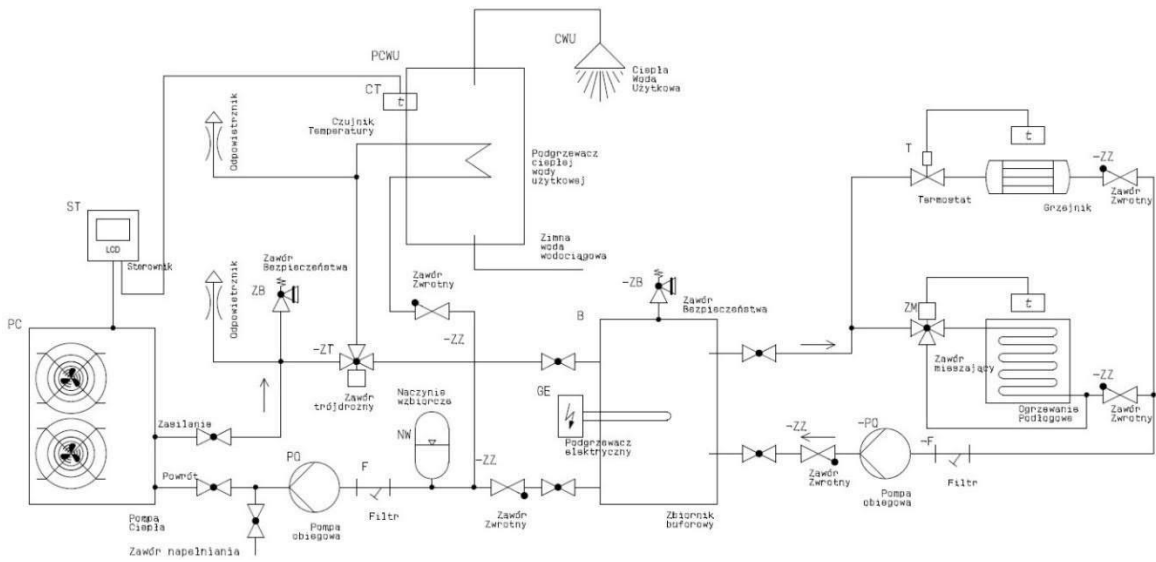 CWU
Ciepła
Woda
Użytkowa
PCWU
CT
t
Czujnik
Temperatury
Odpowietrznik
Podgrzewacz
ciepłej
wody
użytkowej
T
t
-ZZ
Termostat
Grzejnik
Zawór
Zwrotny
ST
LCD
Sterownik
Zimna
woda
wodociągowa
Zawór
Bezpieczeństwa
ZB
Odpowietrznik
Zawór
Zwrotny
-ZZ
-ZB
Zawór
Bezpieczeństwa
B
PC
-ZT
Zawór
trójdrożny
ZM
t
Zawór
mieszający
-ZZ
Ogrzewanie
Podłogowe
Zawór
Zwrotny
Naczynie
wzbiorcze
NW
GE
Podgrzewacz
elektryczny
Zasilanie
Powrót
PO
F
-ZZ
Filtr
Zawór
Zwrotny
Pompa
Ciepła
Pompa
obiegowa
Zawór napełniania
Zbiornik
buforowy
-ZZ
Zawór
Zwrotny
-PO
Pompa
obiegowa
-F
Filtr